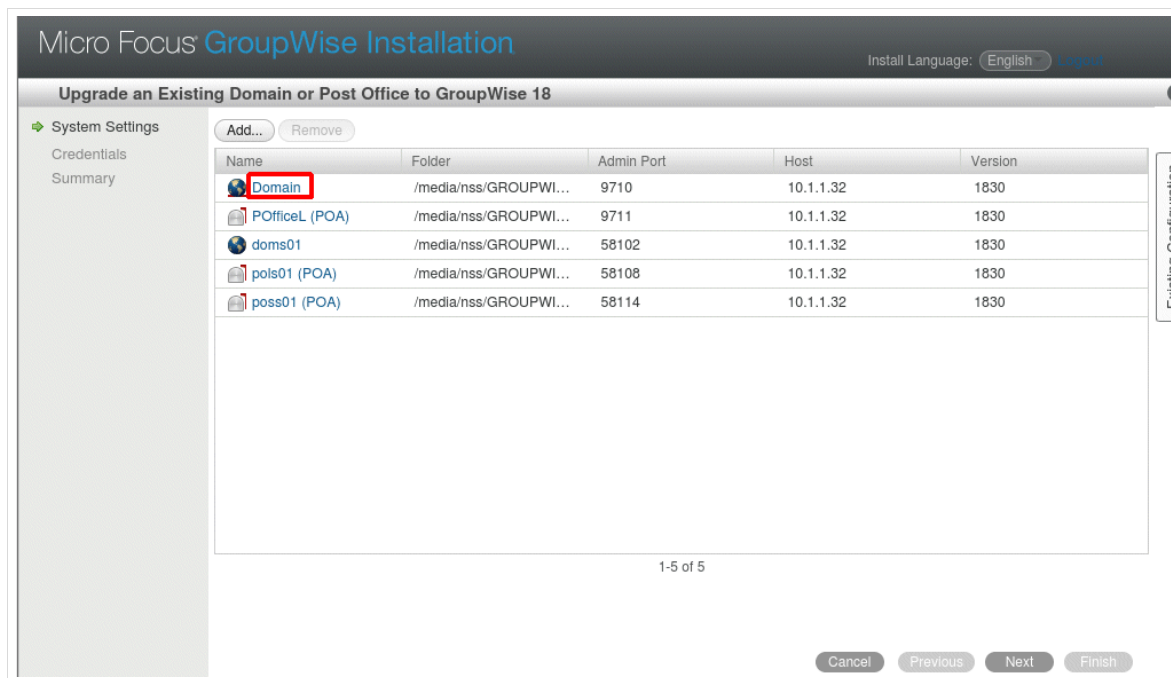 Micro Focus GroupWise Installation
Install Language: English
Upgrade an Existing Domain or Post Office to GroupWise 18
System Settings
Credentials
Summary
Add... Remove
Name Folder Admin Port Host Version
Domain /media/nss/GROUPWI... 9710 10.1.1.32 1830
POfficeL (POA) /media/nss/GROUPWI... 9711 10.1.1.32 1830
doms01 /media/nss/GROUPWI... 58102 10.1.1.32 1830
pols01 (POA) /media/nss/GROUPWI... 58108 10.1.1.32 1830
poss01 (POA) /media/nss/GROUPWI... 58114 10.1.1.32 1830
1-5 of 5
Cancel Previous Next Finish
Existing Configuration